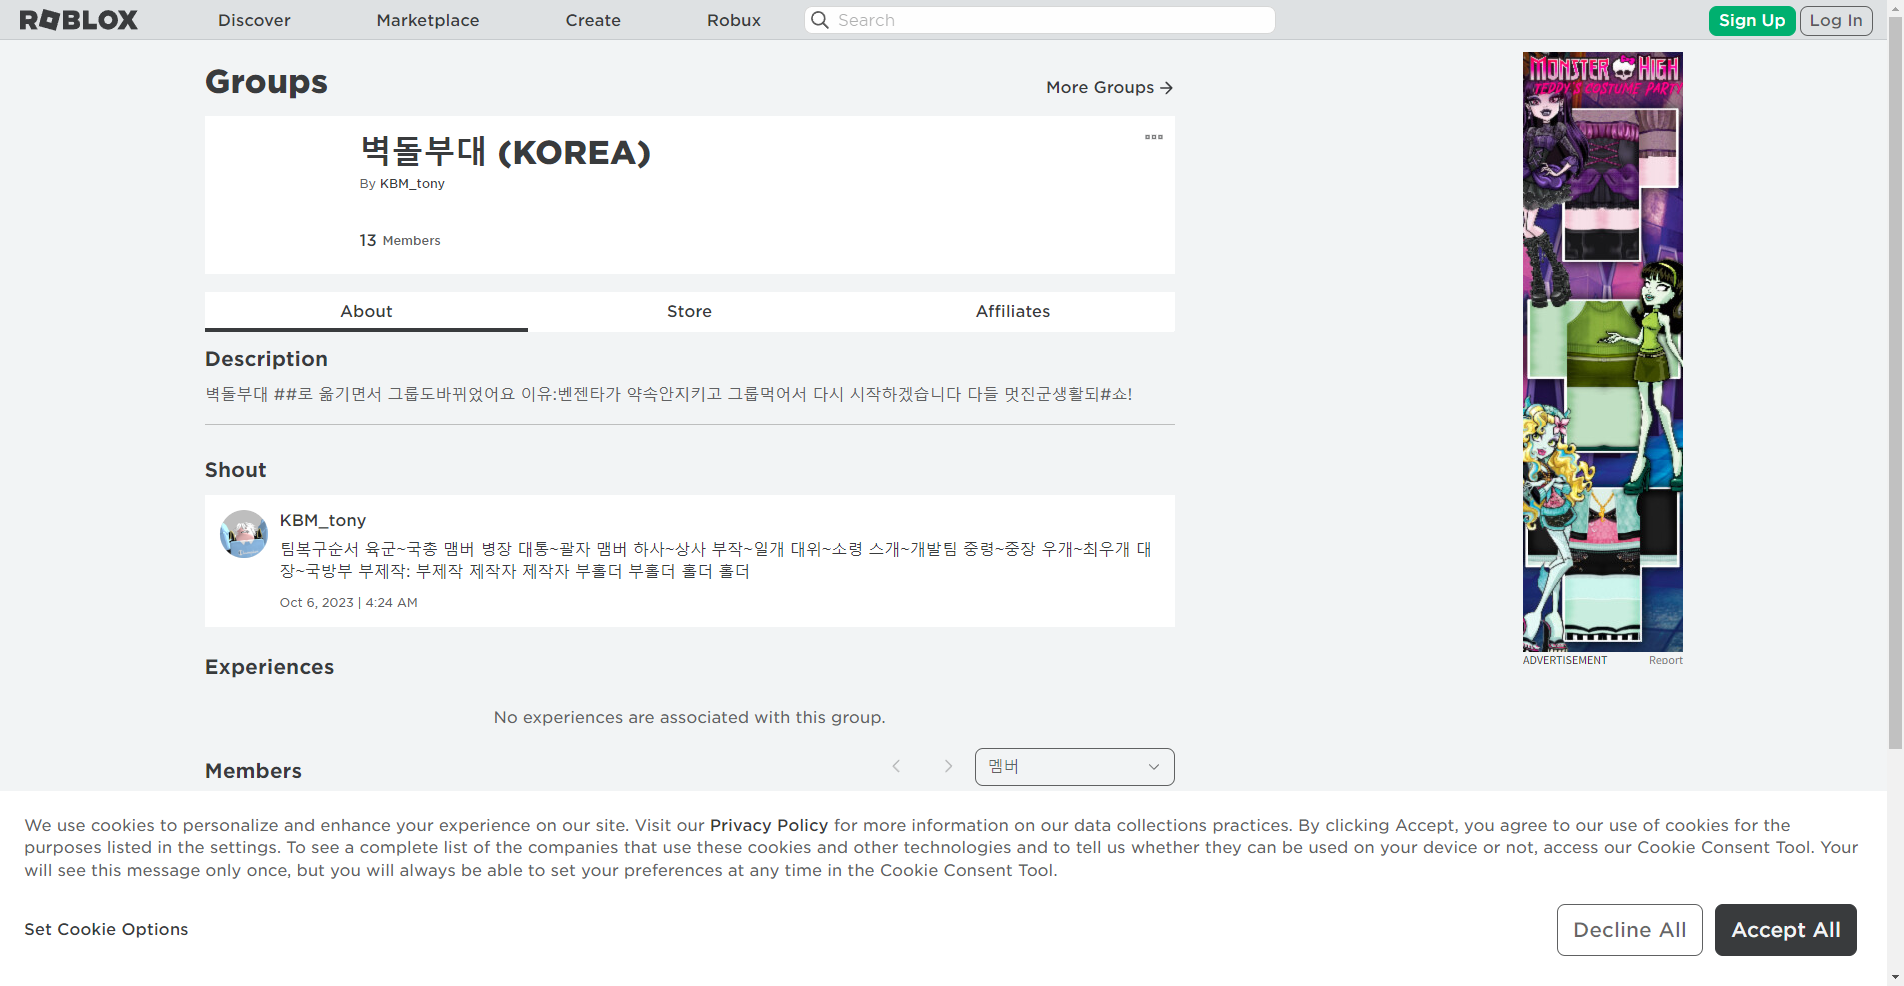 ROBLOX
Discover
Marketplace
Create
Robux
Search
Sign Up
Log In
Groups
More Groups
벽돌부대 (KOREA)
By KBM_tony
13 Members
About
Store
Affiliates
Description
벽돌부대 ##로 옮기면서 그룹도바뀌었어요 이유:벤젠타가 약속안지키고 그룹먹어서 다시 시작하겠습니다 다들 멋진군생활되#쇼!
Shout
KBM_tony
팀복구순서 육군~국총 맴버 병장 대통~괄자 맴버 하사~상사 부작~일개 대위~소령 스개~개발팀 중령~중장 우개~최우개 대
장~국방부 부제작: 부제작 제작자 제작자 부홀더 부홀더 홀더 홀더
Oct 6, 2023 | 4:24 AM
Experiences
No experiences are associated with this group.
Members
멤버
MONSTER HIGH
TEDDY'S COSTUME PARTY
ADVERTISEMENT
Report
We use cookies to personalize and enhance your experience on our site. Visit our Privacy Policy for more information on our data collections practices. By clicking Accept, you agree to our use of cookies for the
purposes listed in the settings. To see a complete list of the companies that use these cookies and other technologies and to tell us whether they can be used on your device or not, access our Cookie Consent Tool. Your
will see this message only once, but you will always be able to set your preferences at any time in the Cookie Consent Tool.
Set Cookie Options
Decline All
Accept All